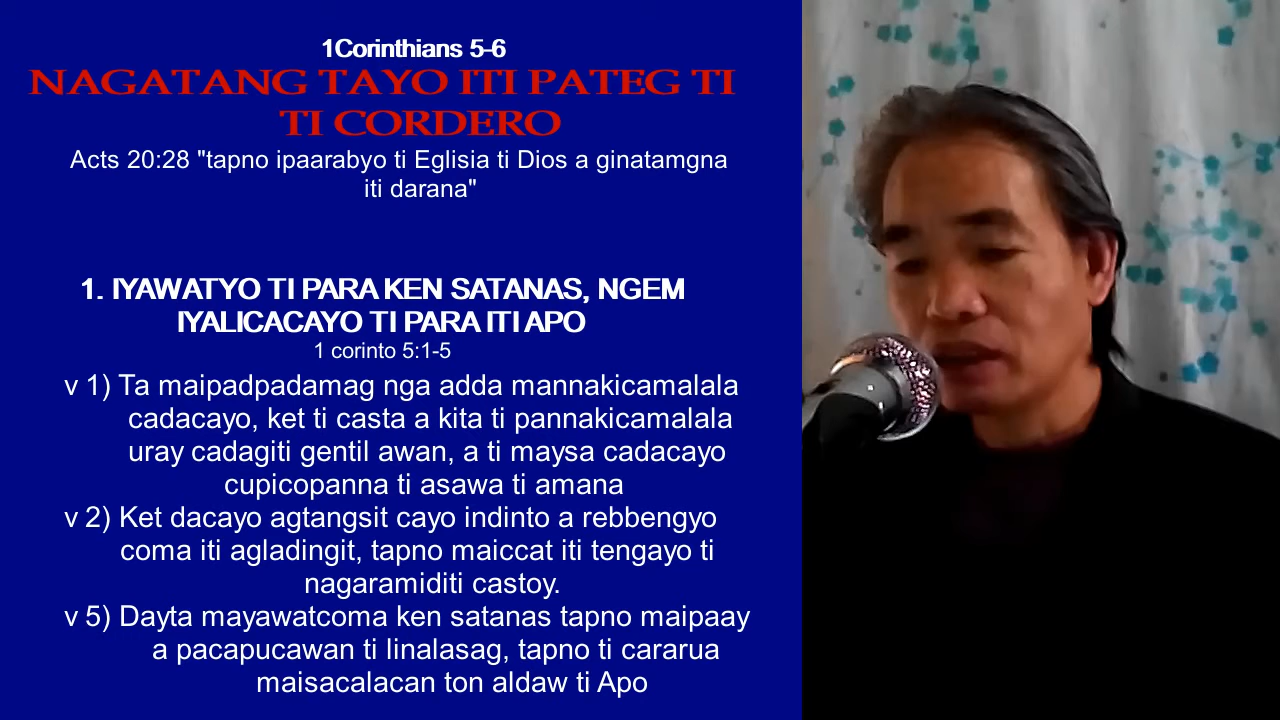 1Corinthians 5-6
NAGATANG TAYO ITI PATEG TI
TI CORDERO
Acts 20:28 "tapno ipaarabyo ti Eglisia ti Dios a ginatamgna
iti darana"
1. IYAWATYO TI PARA KEN SATANAS, NGEM
IYALICACAYO TI PARA ITI APO
1 corinto 5:1-5
v 1) Ta maipadpadamag nga adda mannakicamalala
cadacayo, ket ti casta a kita ti pannakicamalala
uray cadagiti gentil awan, a ti maysa cadacayo
cupicopanna ti asawa ti amana
v 2) Ket dacayo agtangsit cayo indinto a rebbengyo
coma iti agladingit, tapno maiccat iti tengayo ti
nagaramiditi castoy.
v 5) Dayta mayawatcoma ken satanas tapno maipaay
a pacapucawan ti linalasag, tapno ti cararua
maisacalacan ton aldaw ti Apo